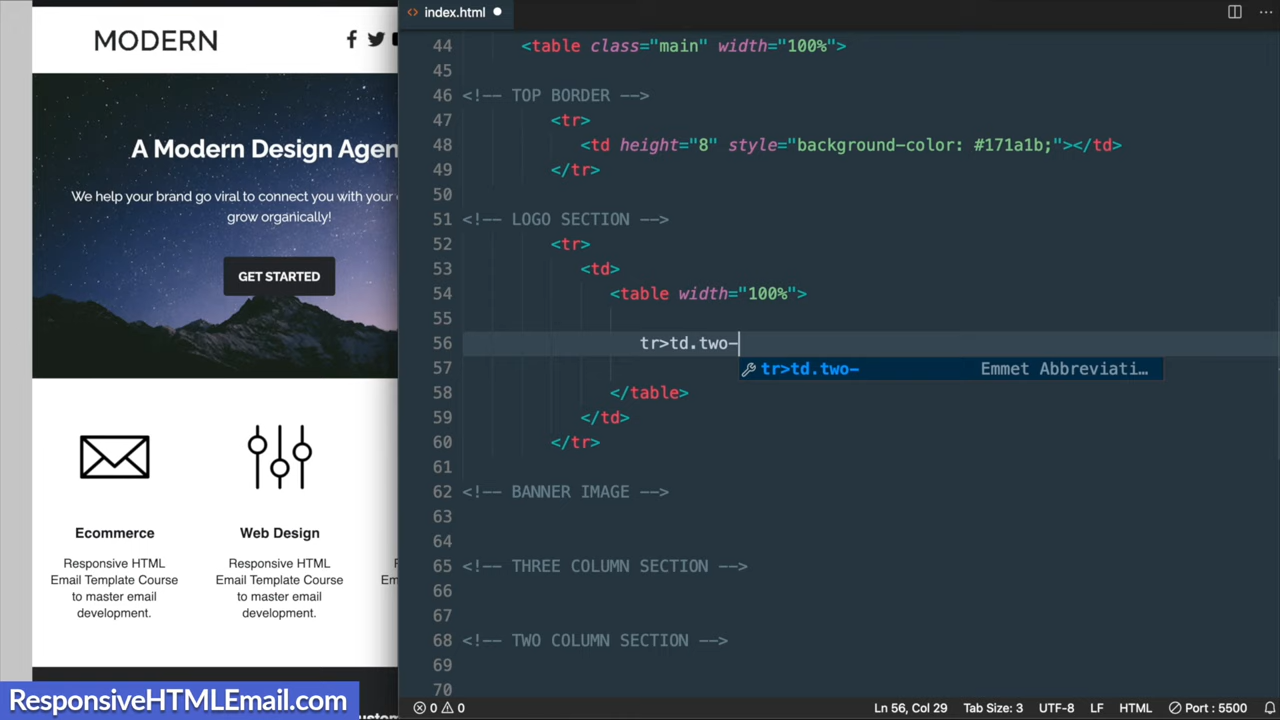 MODERN
A Modern Design Agen
We help your brand go viral to connect you with your
grow organically!
GET STARTED
Ecommerce
Responsive HTML
Email Template Course
to master email
development.
Web Design
Responsive HTML
Email Template Course
to master email
development.
R
Em
ResponsiveHTMLEmail.com
index.html
44 <table class="main" width="100%">
45
46 <!-- TOP BORDER -->
47 <tr>
48 <td height="8" style="background-color: #171a1b;"></td>
49 </tr>
50
51 <!-- LOGO SECTION -->
52 <tr>
53 <td>
54 <table width="100%">
55
56 tr>td.two-
57 tr>td.two- Emmet Abbreviati…
58 </table>
59 </td>
60 </tr>
61
62 <!-- BANNER IMAGE -->
63
64
65 <!-- THREE COLUMN SECTION -->
66
67
68 <!-- TWO COLUMN SECTION -->
69
70
0 0 Ln 56, Col 29 Tab Size: 3 UTF-8 LF HTML Port : 5500